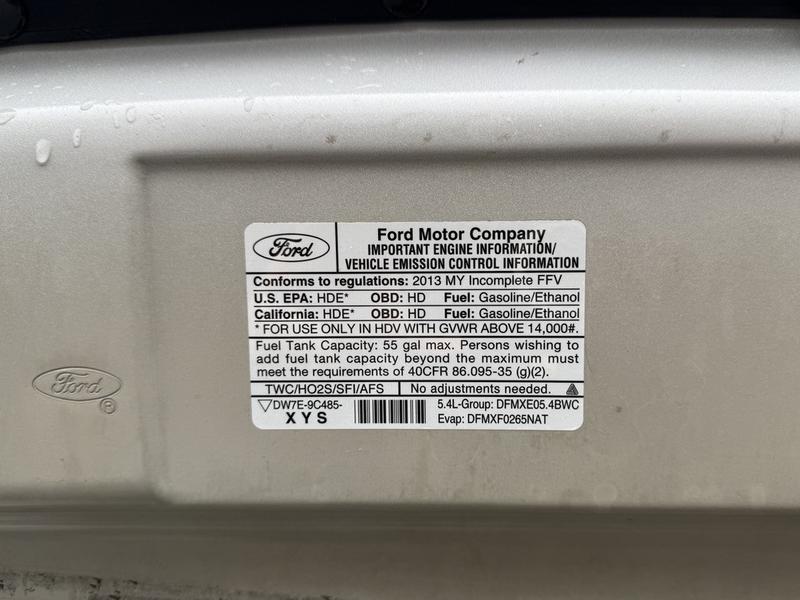 Ford
Ford Motor Company
IMPORTANT ENGINE INFORMATION/
VEHICLE EMISSION CONTROL INFORMATION
Conforms to regulations: 2013 MY Incomplete FFV
U.S. EPA: HDE* OBD: HD Fuel: Gasoline/Ethanol
California: HDE* OBD: HD Fuel: Gasoline/Ethanol
* FOR USE ONLY IN HDV WITH GVWR ABOVE 14,000#.
Fuel Tank Capacity: 55 gal max. Persons wishing to
add fuel tank capacity beyond the maximum must
meet the requirements of 40CFR 86.095-35 (g)(2).
TWC/HO2S/SFI/AFS No adjustments needed.
DW7E-9C485- 5.4L-Group: DFMXE05.4BWC
X Y S Evap: DFMXF0265NAT
Ford
®